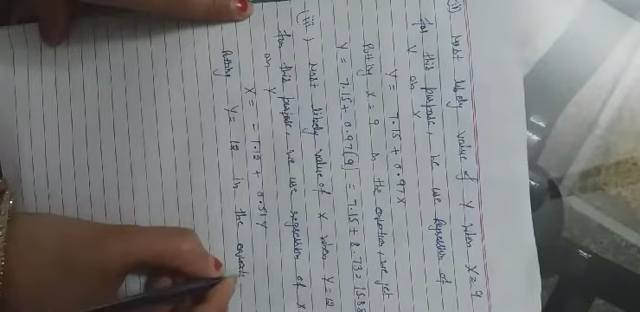 (ii) Most likely value of Y when X=9
for this purpose, we use Regression of
Y on X
Y = 7.15 + 0.97X
Putting X = 9 in the equation, we get
Y = 7.15 + 0.97(9) = 7.15 + 8.73 = 15.88
(iii) Most likely value of X when Y = 12
for this purpose, we use regression of X
on Y
X = - 1.12 + 0.51Y
Putting Y = 12 in the equati